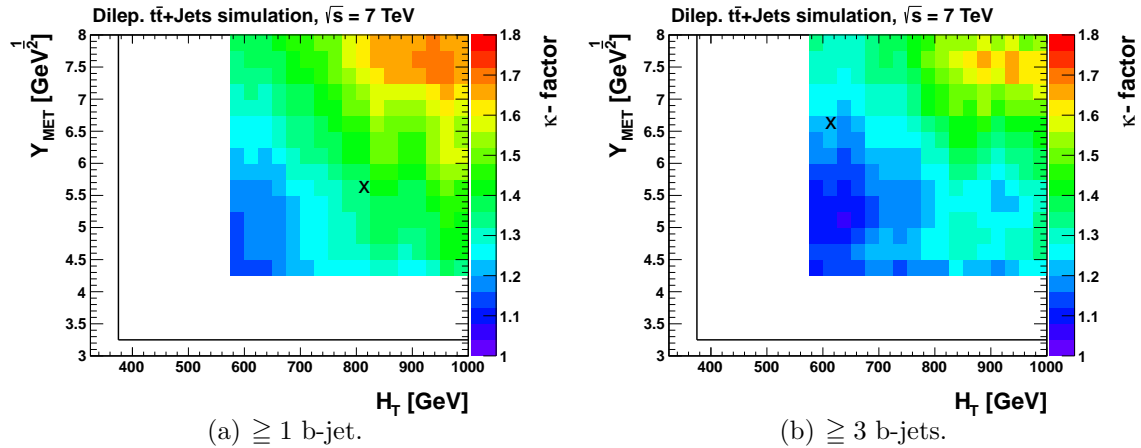 Dilep. tt̄+Jets simulation, √s = 7 TeV
Y_MET [GeV^½]
8
7.5
7
6.5
6
5.5
5
4.5
4
3.5
3
x
400 500 600 700 800 900 1000
H_T [GeV]
1.8
1.7
1.6
1.5
1.4
1.3
1.2
1.1
1
κ- factor
(a) ≧ 1 b-jet.
Dilep. tt̄+Jets simulation, √s = 7 TeV
Y_MET [GeV^½]
8
7.5
7
6.5
6
5.5
5
4.5
4
3.5
3
x
400 500 600 700 800 900 1000
H_T [GeV]
1.8
1.7
1.6
1.5
1.4
1.3
1.2
1.1
1
κ- factor
(b) ≧ 3 b-jets.